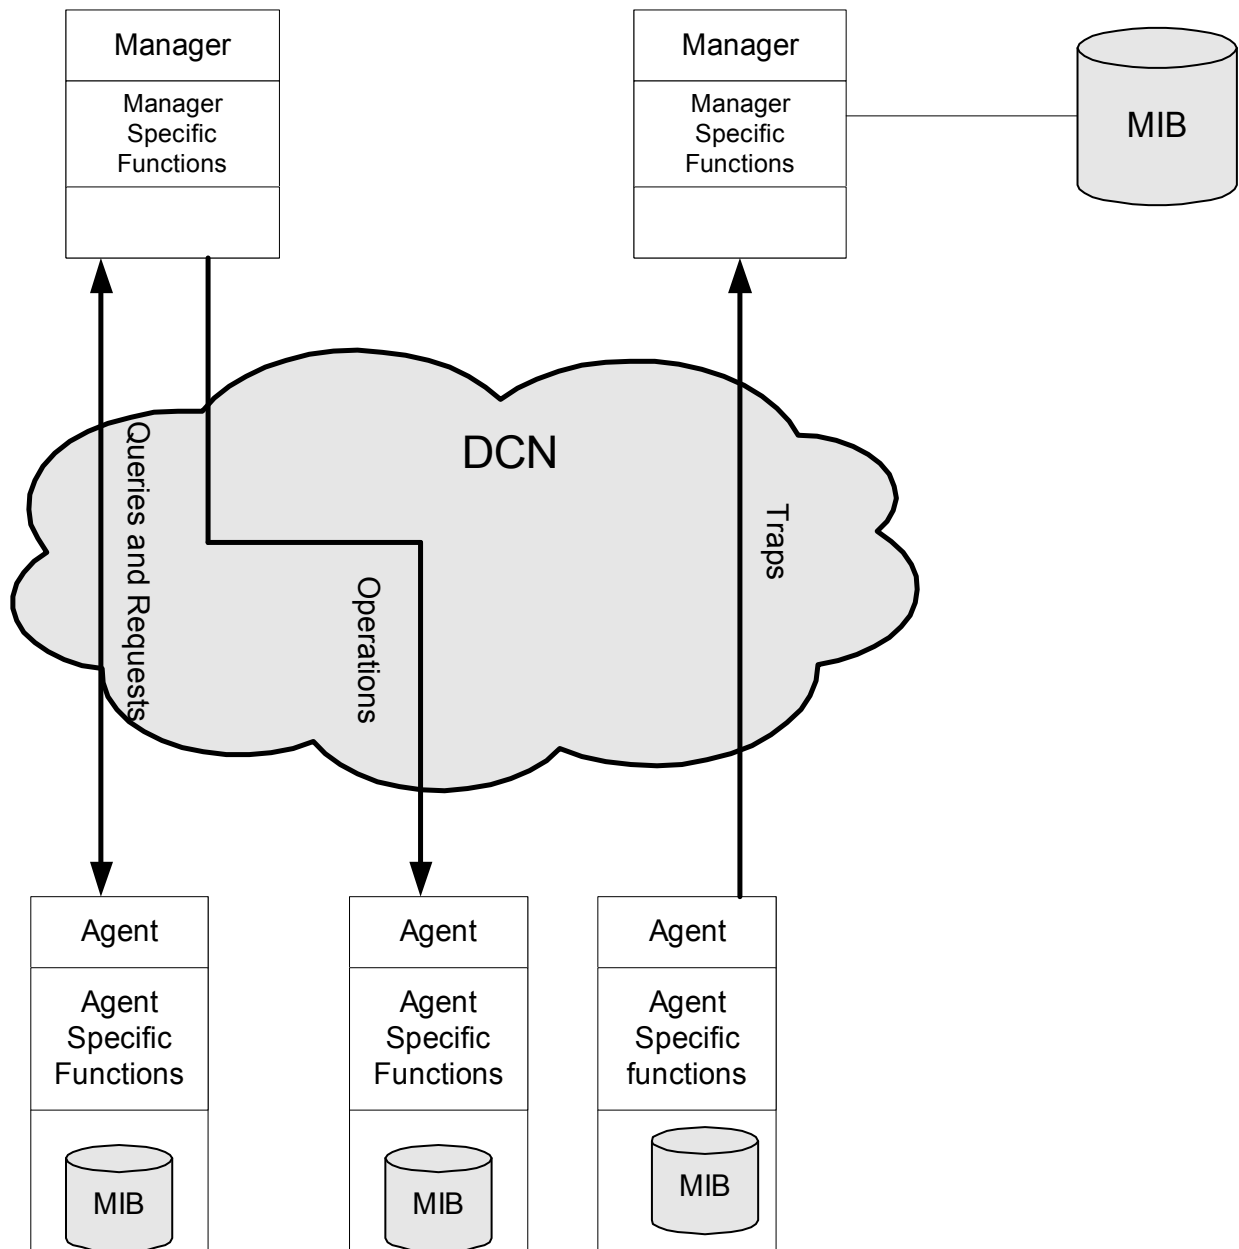 Manager
Manager
Specific
Functions
Manager
Manager
Specific
Functions
MIB
DCN
Queries and Requests
Operations
Traps
Agent
Agent
Specific
Functions
MIB
Agent
Agent
Specific
Functions
MIB
Agent
Agent
Specific
functions
MIB